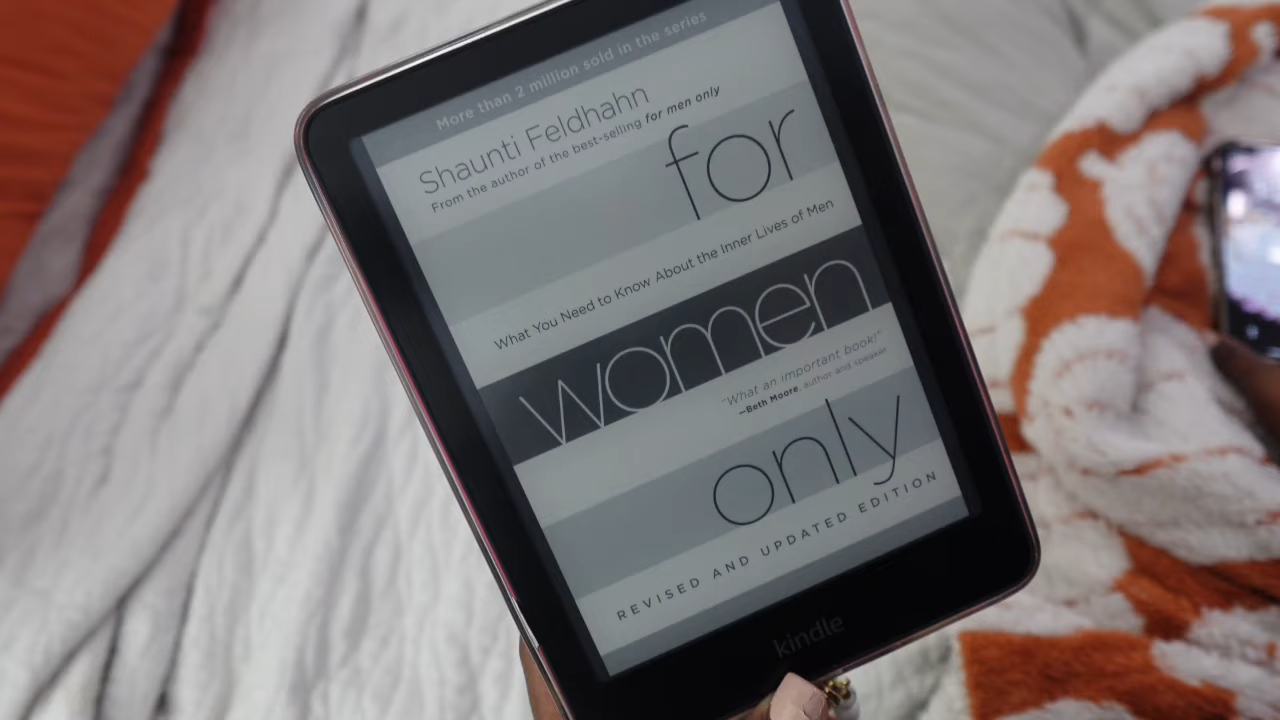 More than 2 million sold in the series
Shaunti Feldhahn
From the author of the best-selling for men only
for
What You Need to Know About the Inner Lives of Men
women
"What an important book!"
—Beth Moore, author and speaker
only
REVISED AND UPDATED EDITION
kindle